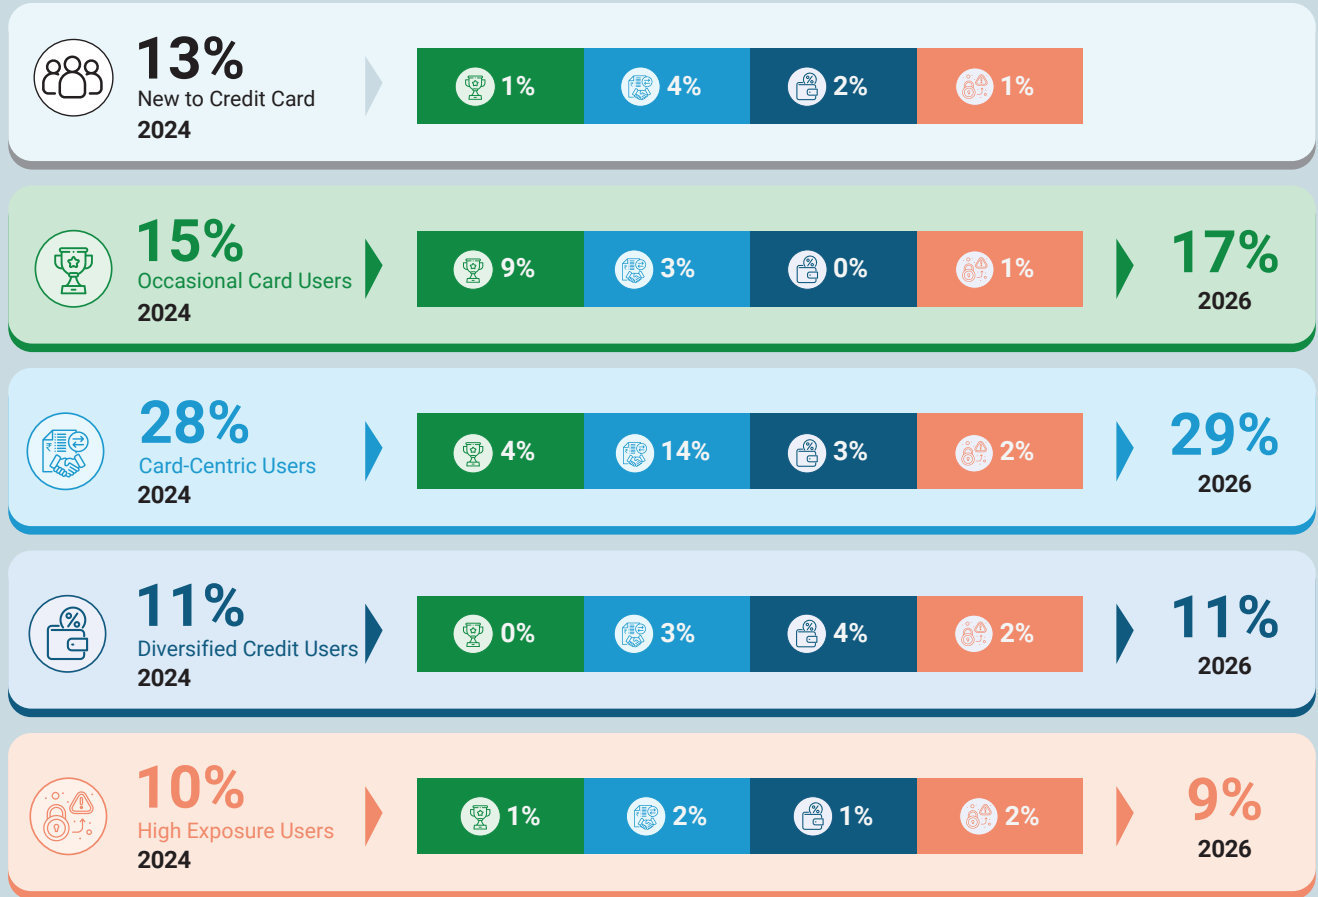 13%
New to Credit Card
2024
1% 4% 2% 1%
15%
Occasional Card Users
2024
9% 3% 0% 1%
17%
2026
28%
Card-Centric Users
2024
4% 14% 3% 2%
29%
2026
11%
Diversified Credit Users
2024
0% 3% 4% 2%
11%
2026
10%
High Exposure Users
2024
1% 2% 1% 2%
9%
2026